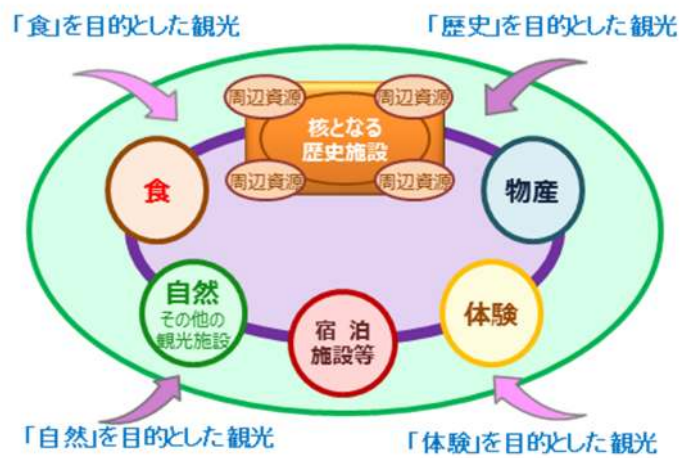 「食」を目的とした観光
「歴史」を目的とした観光
周辺資源
周辺資源
核となる
歴史施設
周辺資源
周辺資源
食
物産
自然
その他の
観光施設
宿 泊
施設等
体験
「自然」を目的とした観光
「体験」を目的とした観光